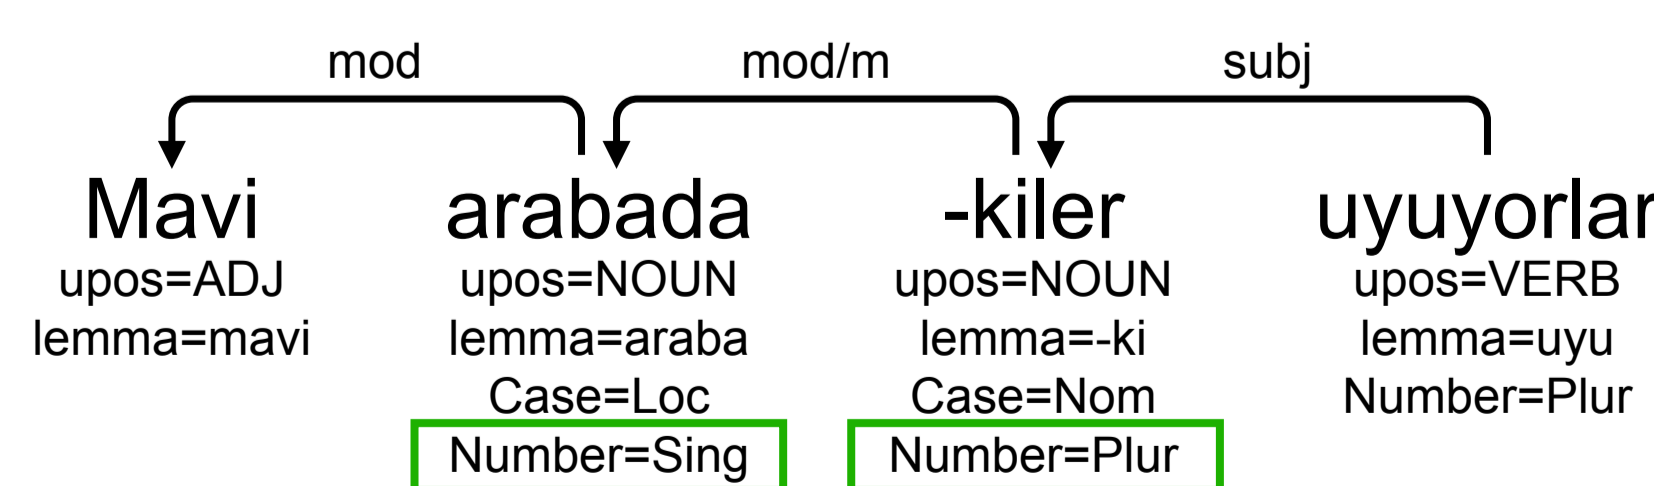 mod mod/m subj
Mavi arabada -kiler uyuyorlar
upos=ADJ upos=NOUN upos=NOUN upos=VERB
lemma=mavi lemma=araba lemma=-ki lemma=uyu
Case=Loc Case=Nom Number=Plur
Number=Sing Number=Plur